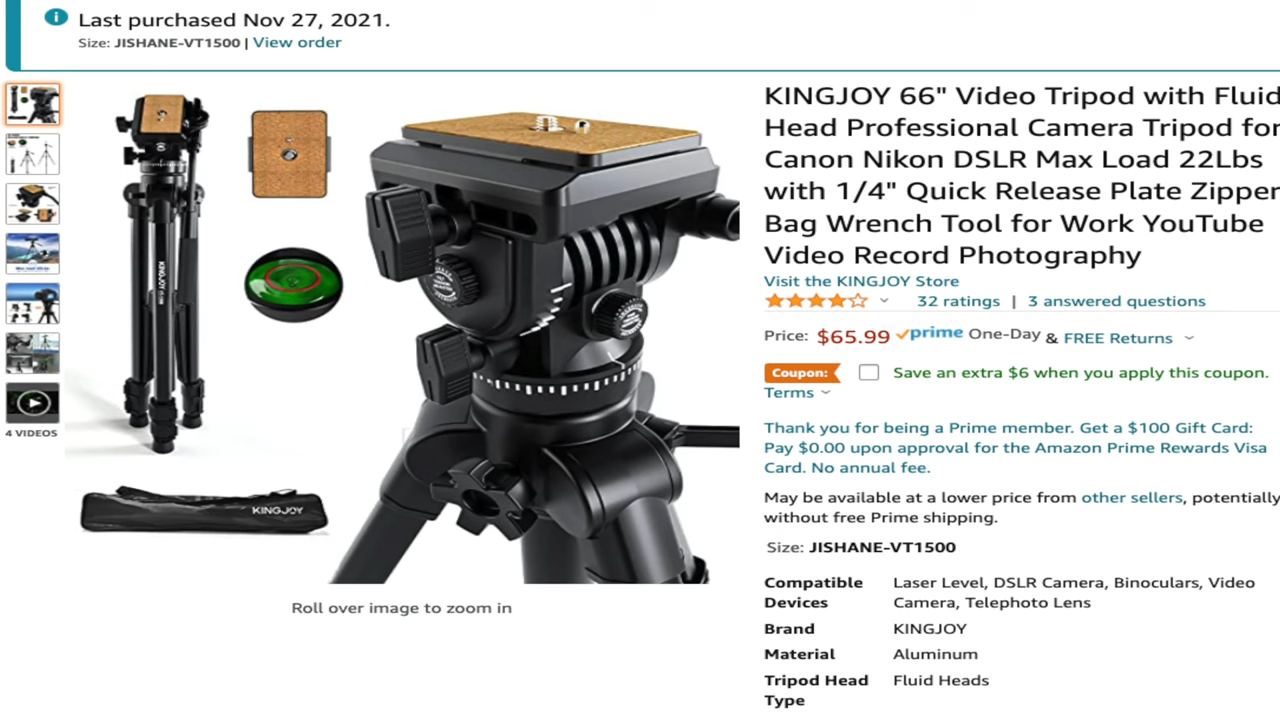 Last purchased Nov 27, 2021.
Size: JISHANE-VT1500 | View order
KINGJOY 66" Video Tripod with Fluid
Head Professional Camera Tripod for
Canon Nikon DSLR Max Load 22Lbs
with 1/4" Quick Release Plate Zipper
Bag Wrench Tool for Work YouTube
Video Record Photography
Visit the KINGJOY Store
32 ratings | 3 answered questions
Price: $65.99 prime One-Day & FREE Returns
Coupon: Save an extra $6 when you apply this coupon.
Terms
Thank you for being a Prime member. Get a $100 Gift Card:
Pay $0.00 upon approval for the Amazon Prime Rewards Visa
Card. No annual fee.
May be available at a lower price from other sellers, potentially
without free Prime shipping.
Size: JISHANE-VT1500
Compatible Laser Level, DSLR Camera, Binoculars, Video
Devices Camera, Telephoto Lens
Brand KINGJOY
Material Aluminum
Tripod Head Fluid Heads
Type
4 VIDEOS
KINGJOY
KINGJOY
Roll over image to zoom in